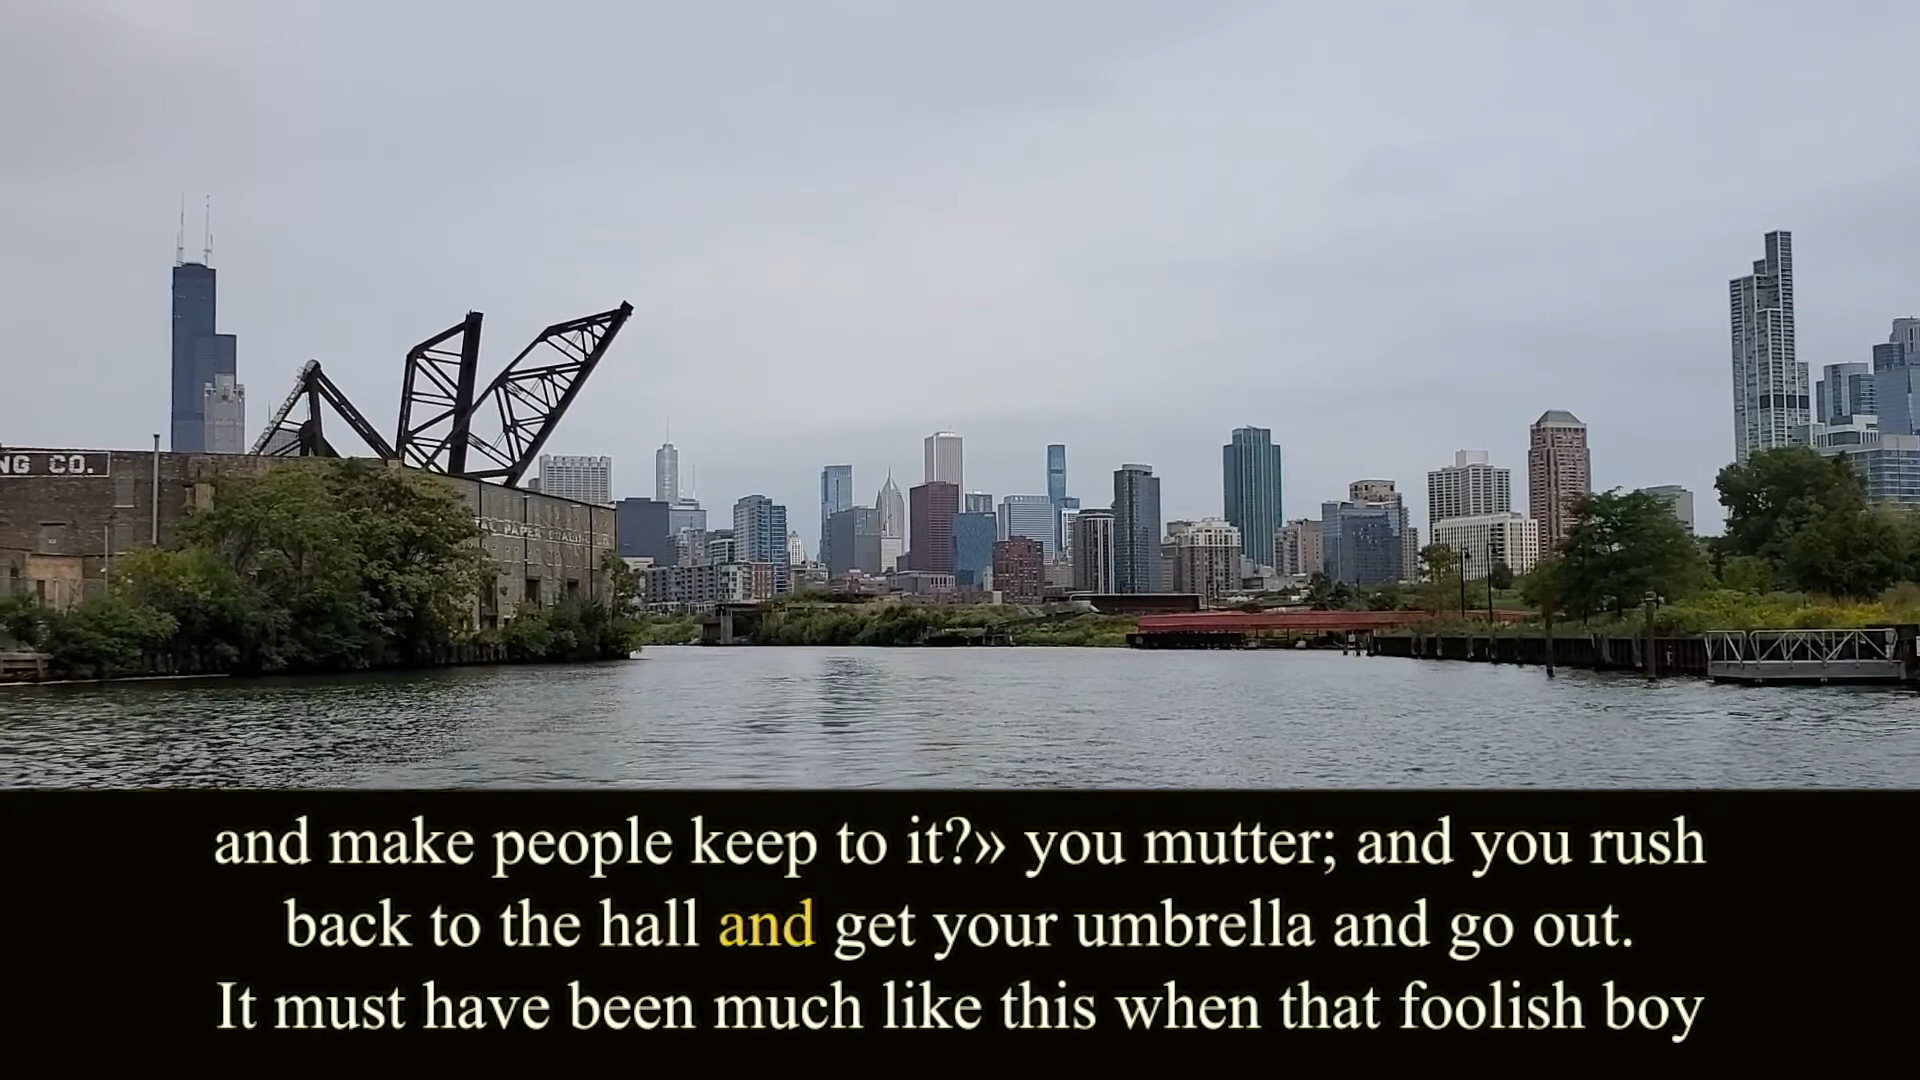 NG CO.
and make people keep to it?» you mutter; and you rush
back to the hall and get your umbrella and go out.
It must have been much like this when that foolish boy